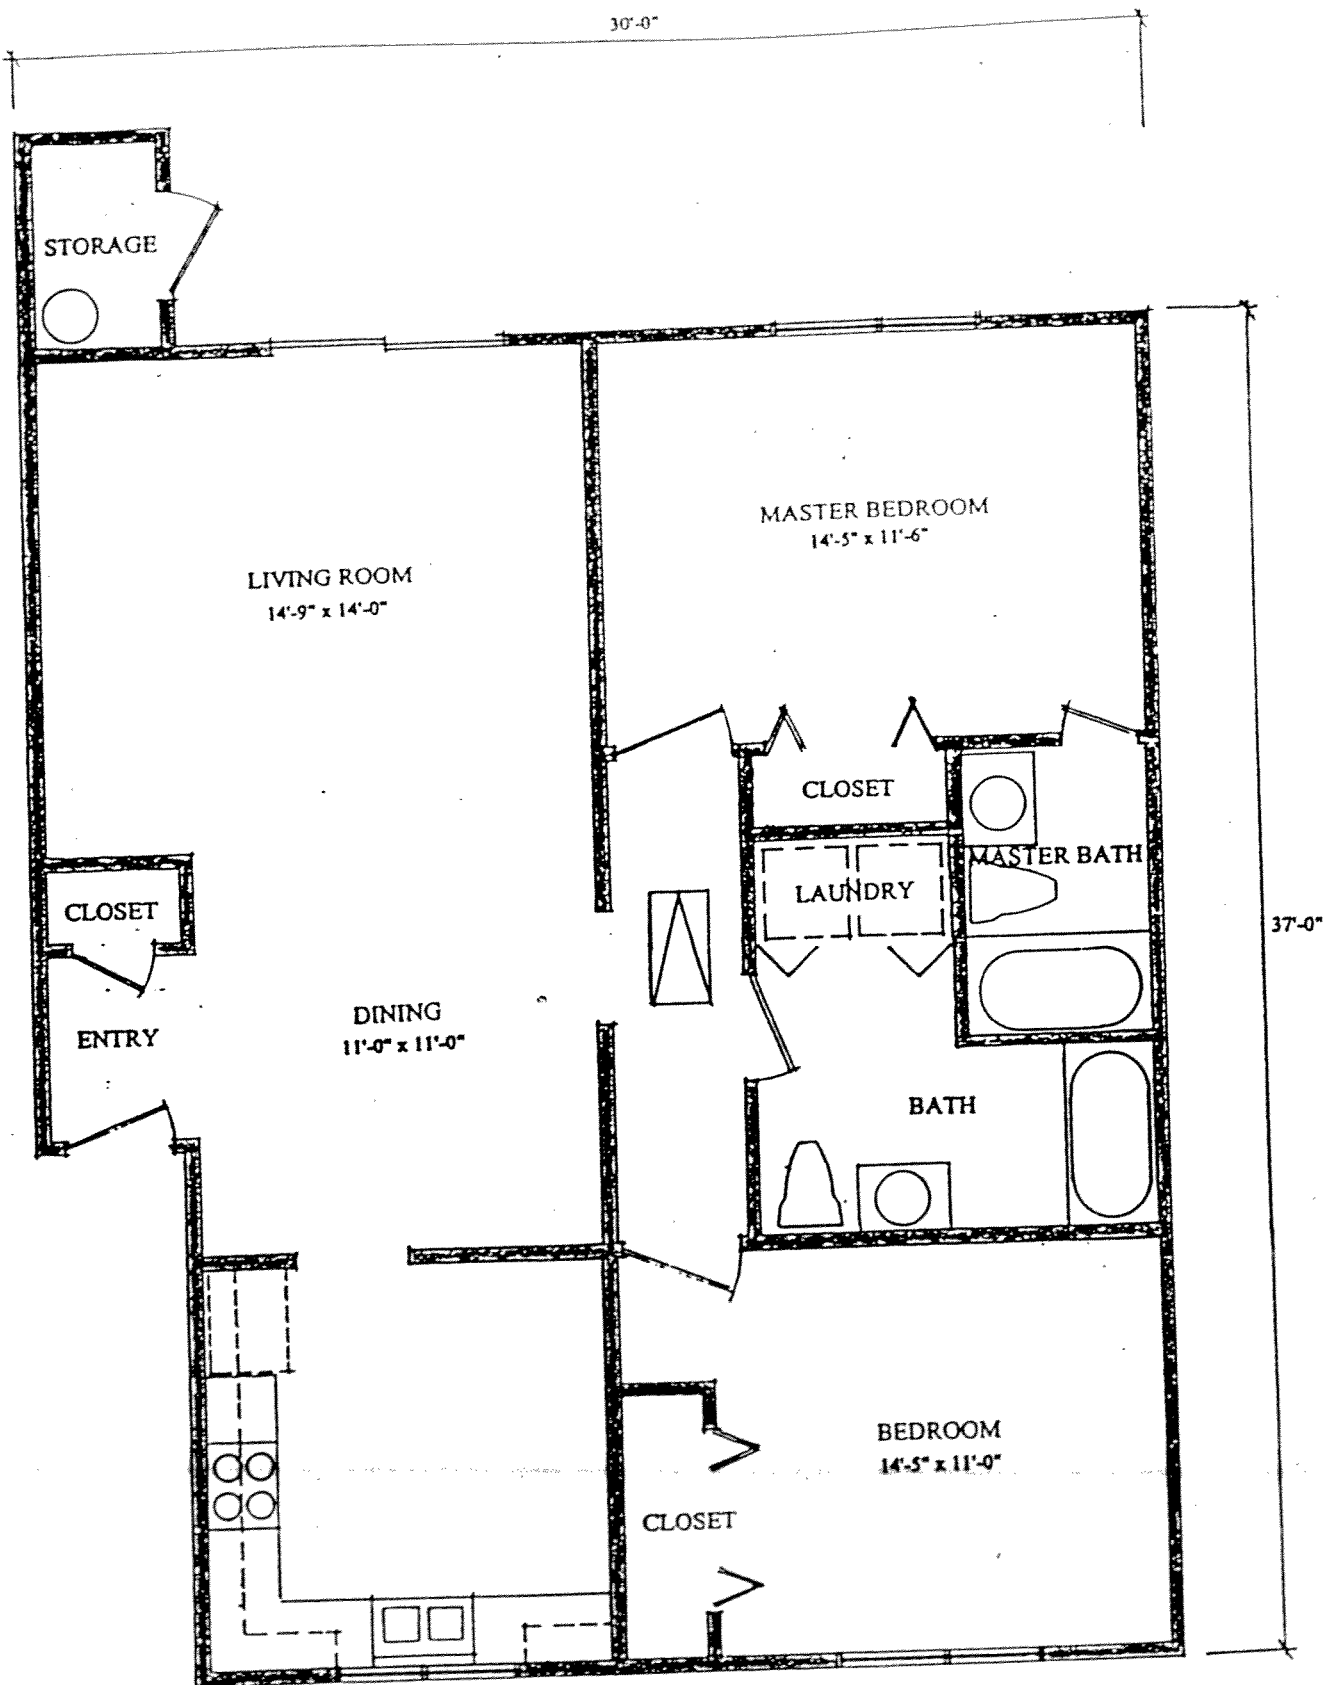 30'-0"
STORAGE
MASTER BEDROOM
14'-5" x 11'-6"
LIVING ROOM
14'-9" x 14'-0"
CLOSET
MASTER BATH
LAUNDRY
CLOSET
37'-0"
DINING
11'-0" x 11'-0"
ENTRY
BATH
BEDROOM
14'-5" x 11'-0"
CLOSET